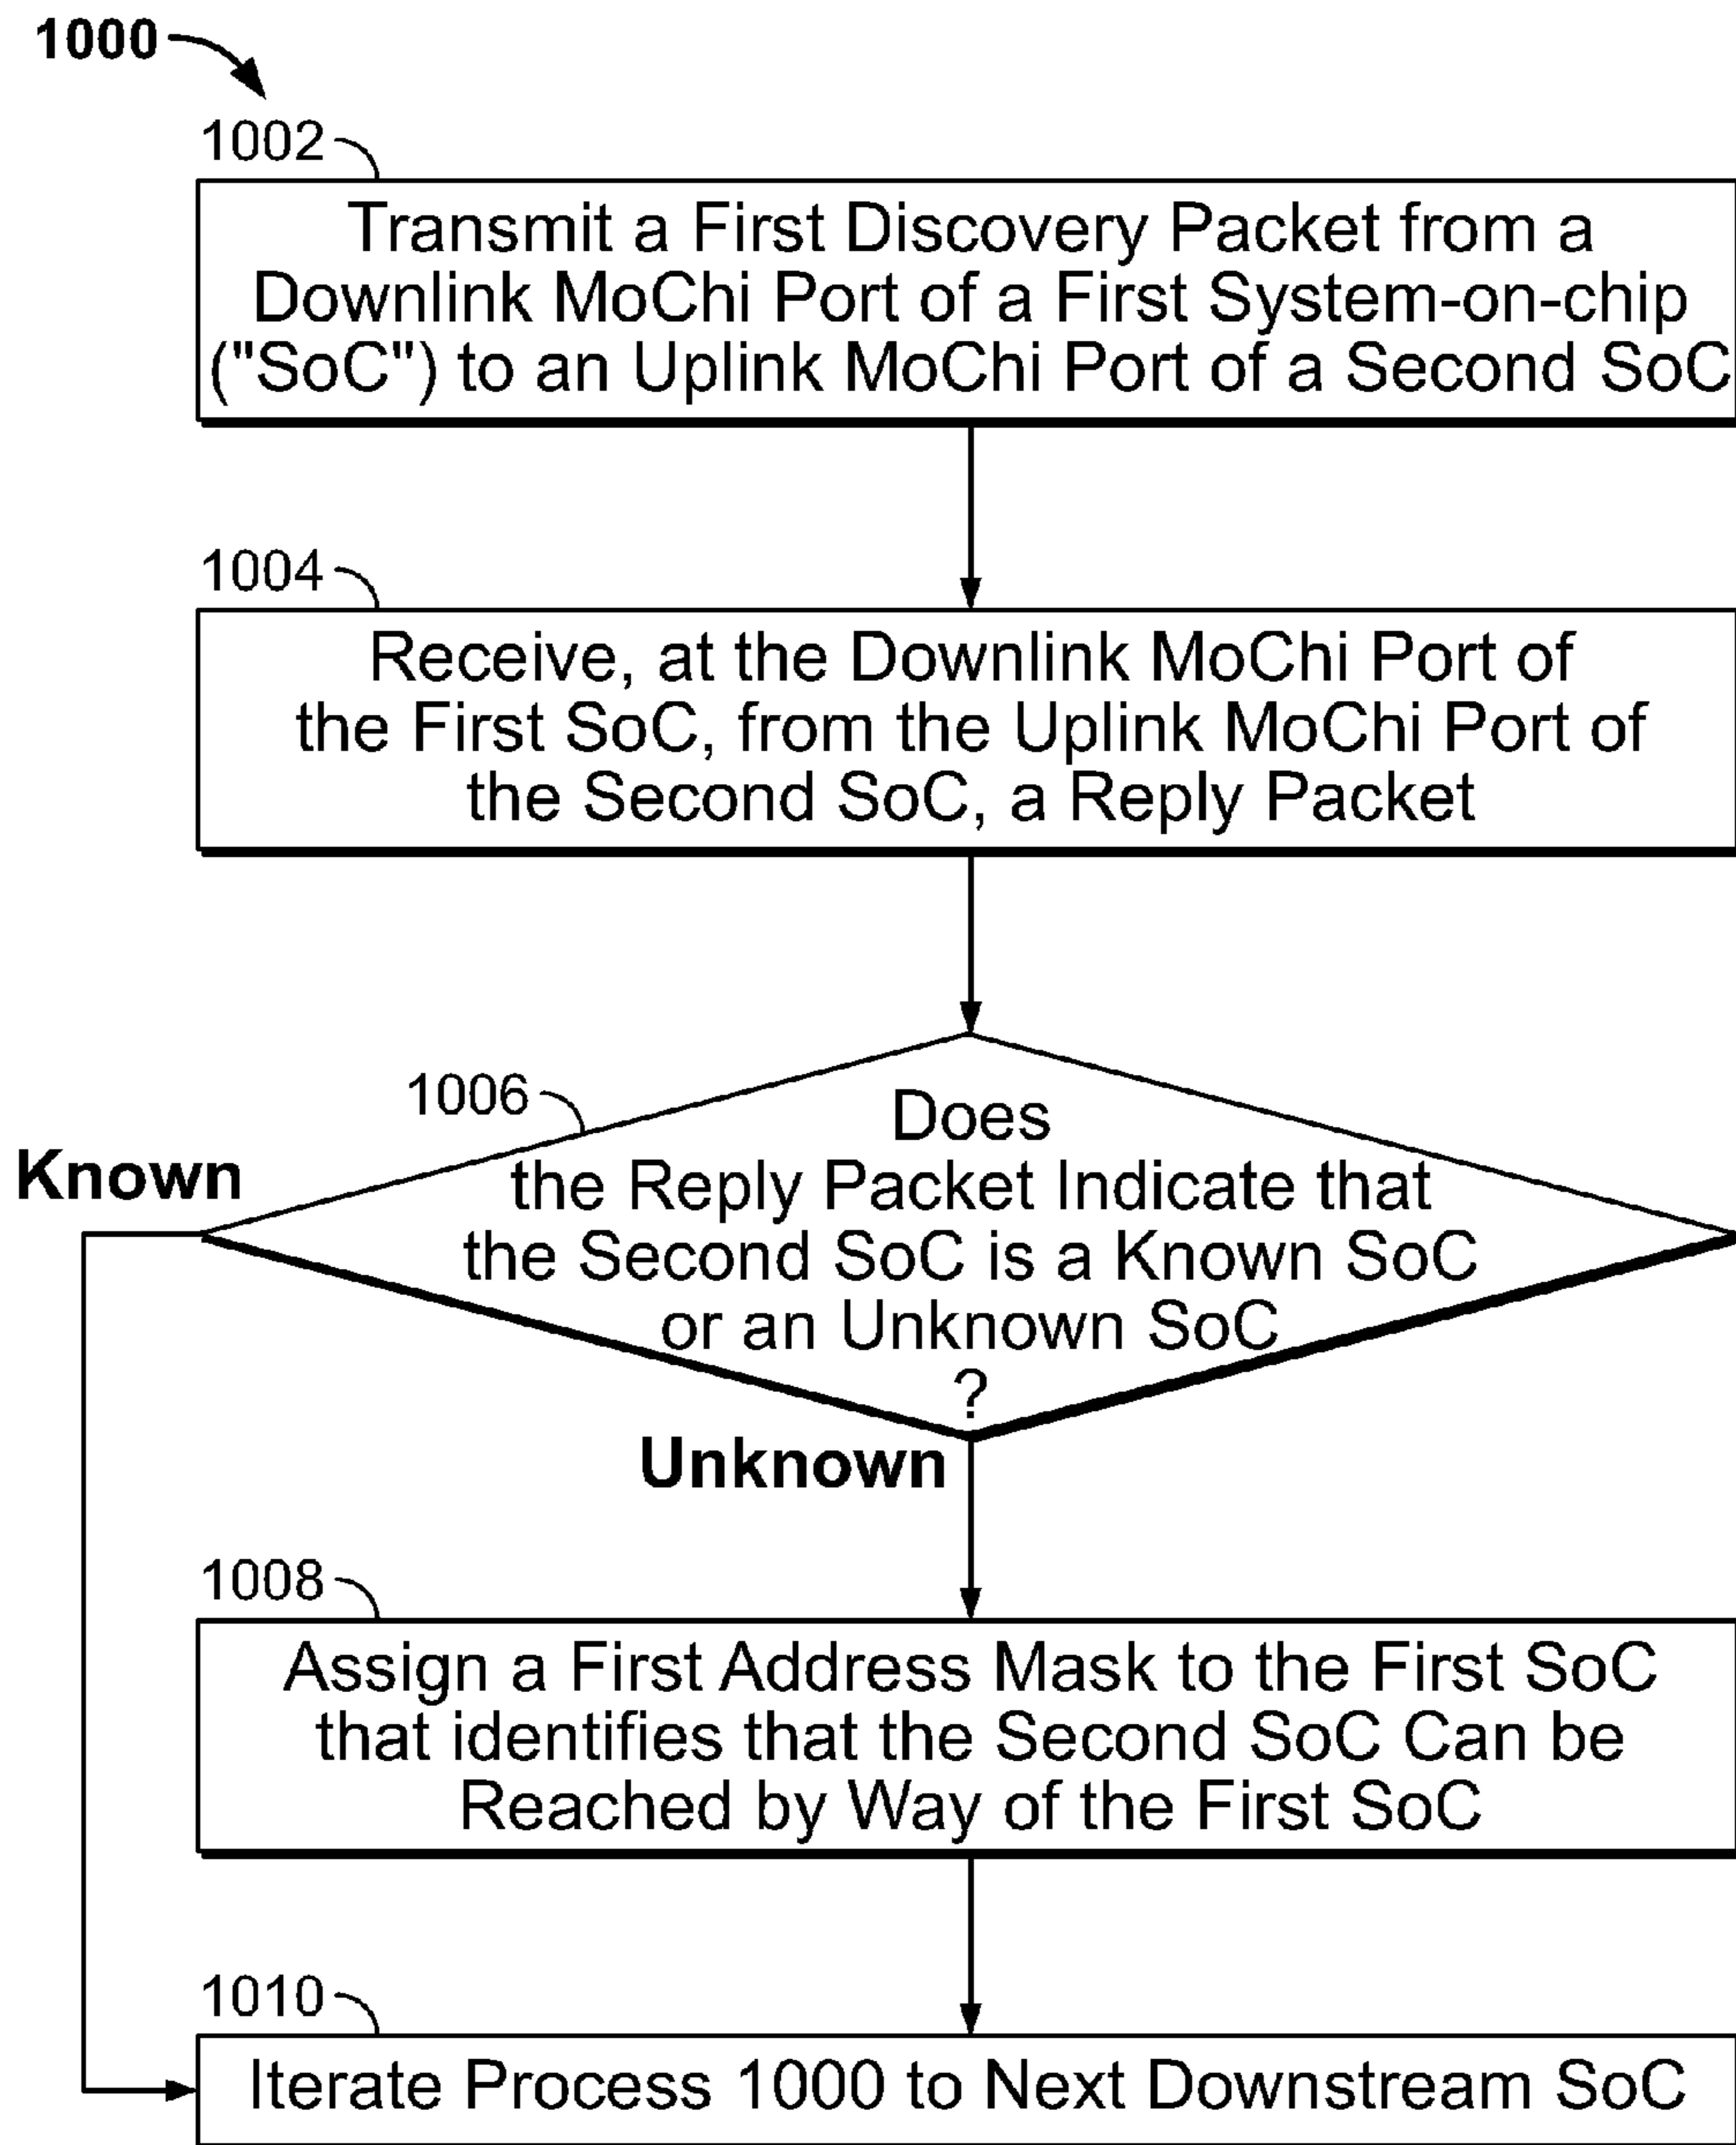 1000
1002
Transmit a First Discovery Packet from a
Downlink MoChi Port of a First System-on-chip
("SoC") to an Uplink MoChi Port of a Second SoC
1004
Receive, at the Downlink MoChi Port of
the First SoC, from the Uplink MoChi Port of
the Second SoC, a Reply Packet
1006
Does
the Reply Packet Indicate that
the Second SoC is a Known SoC
or an Unknown SoC
?
Known
Unknown
1008
Assign a First Address Mask to the First SoC
that identifies that the Second SoC Can be
Reached by Way of the First SoC
1010
Iterate Process 1000 to Next Downstream SoC